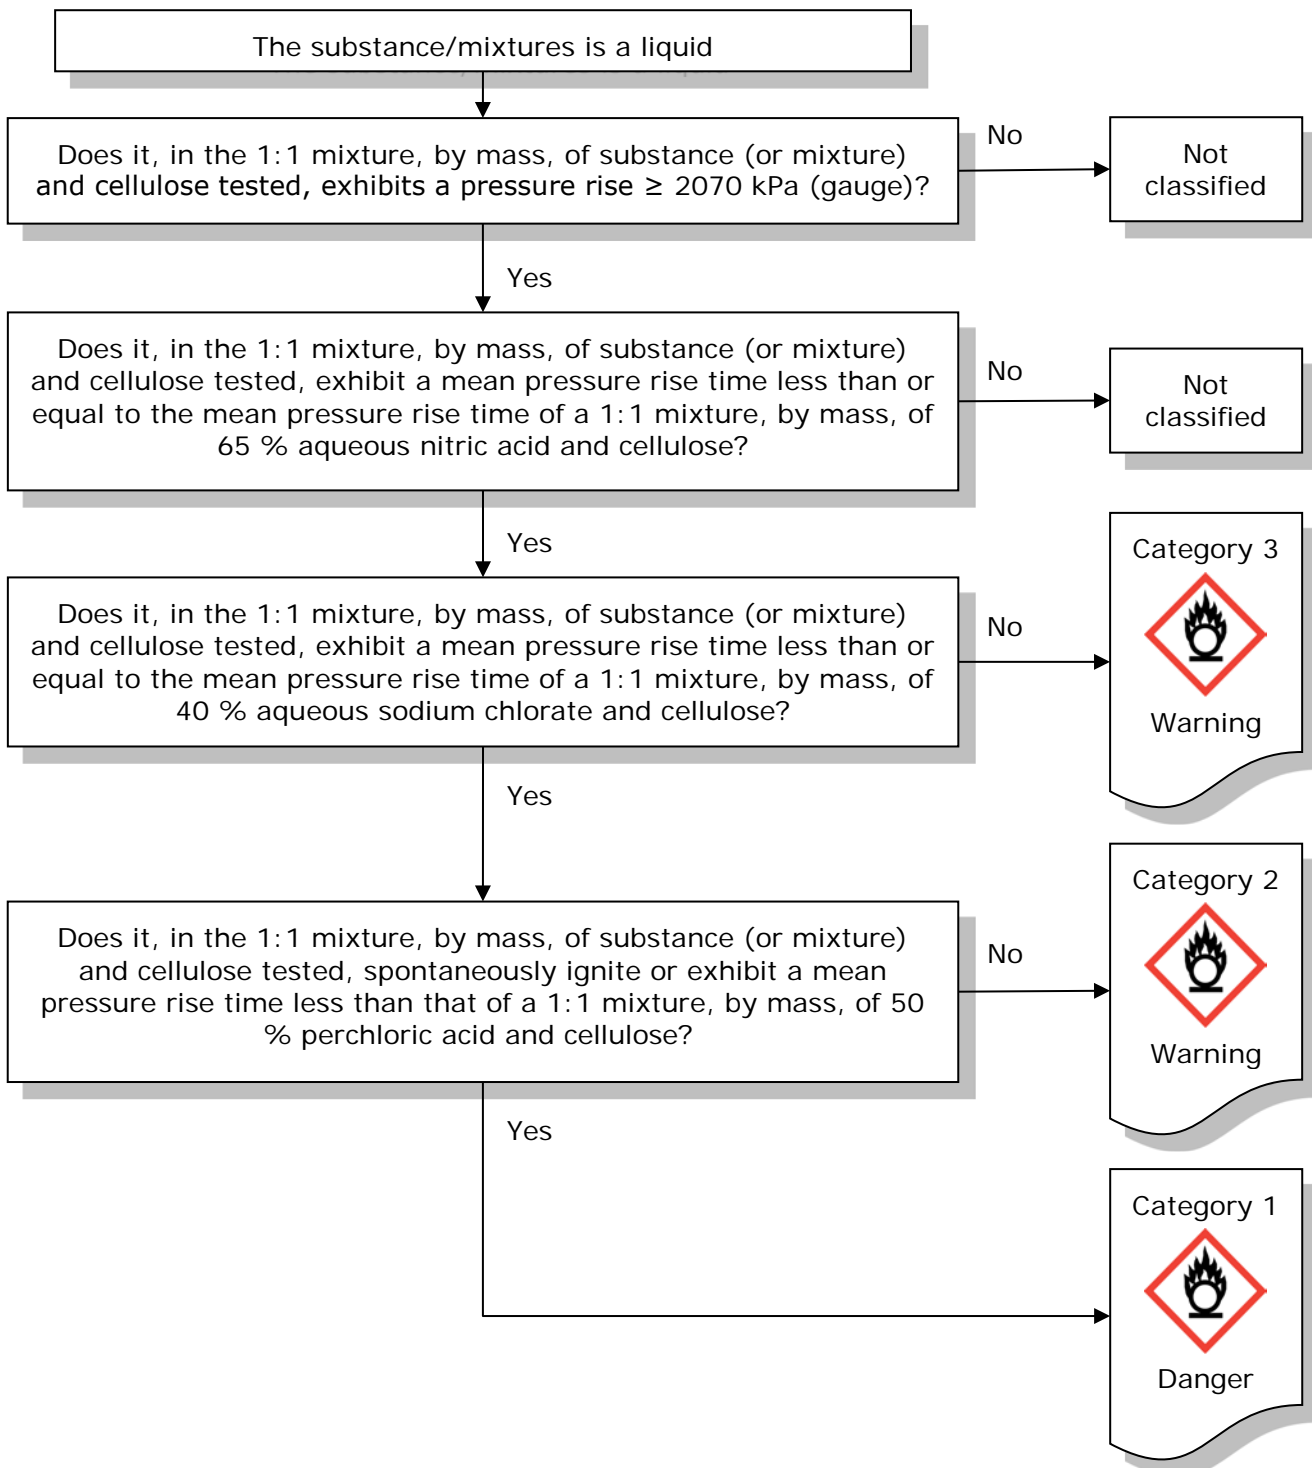 The substance/mixtures is a liquid
Does it, in the 1:1 mixture, by mass, of substance (or mixture)
and cellulose tested, exhibits a pressure rise ≥ 2070 kPa (gauge)?
No
Not
classified
Yes
Does it, in the 1:1 mixture, by mass, of substance (or mixture)
and cellulose tested, exhibit a mean pressure rise time less than or
equal to the mean pressure rise time of a 1:1 mixture, by mass, of
65 % aqueous nitric acid and cellulose?
No
Not
classified
Yes
Does it, in the 1:1 mixture, by mass, of substance (or mixture)
and cellulose tested, exhibit a mean pressure rise time less than or
equal to the mean pressure rise time of a 1:1 mixture, by mass, of
40 % aqueous sodium chlorate and cellulose?
No
Category 3
Warning
Yes
Does it, in the 1:1 mixture, by mass, of substance (or mixture)
and cellulose tested, spontaneously ignite or exhibit a mean
pressure rise time less than that of a 1:1 mixture, by mass, of 50
% perchloric acid and cellulose?
No
Category 2
Warning
Yes
Category 1
Danger